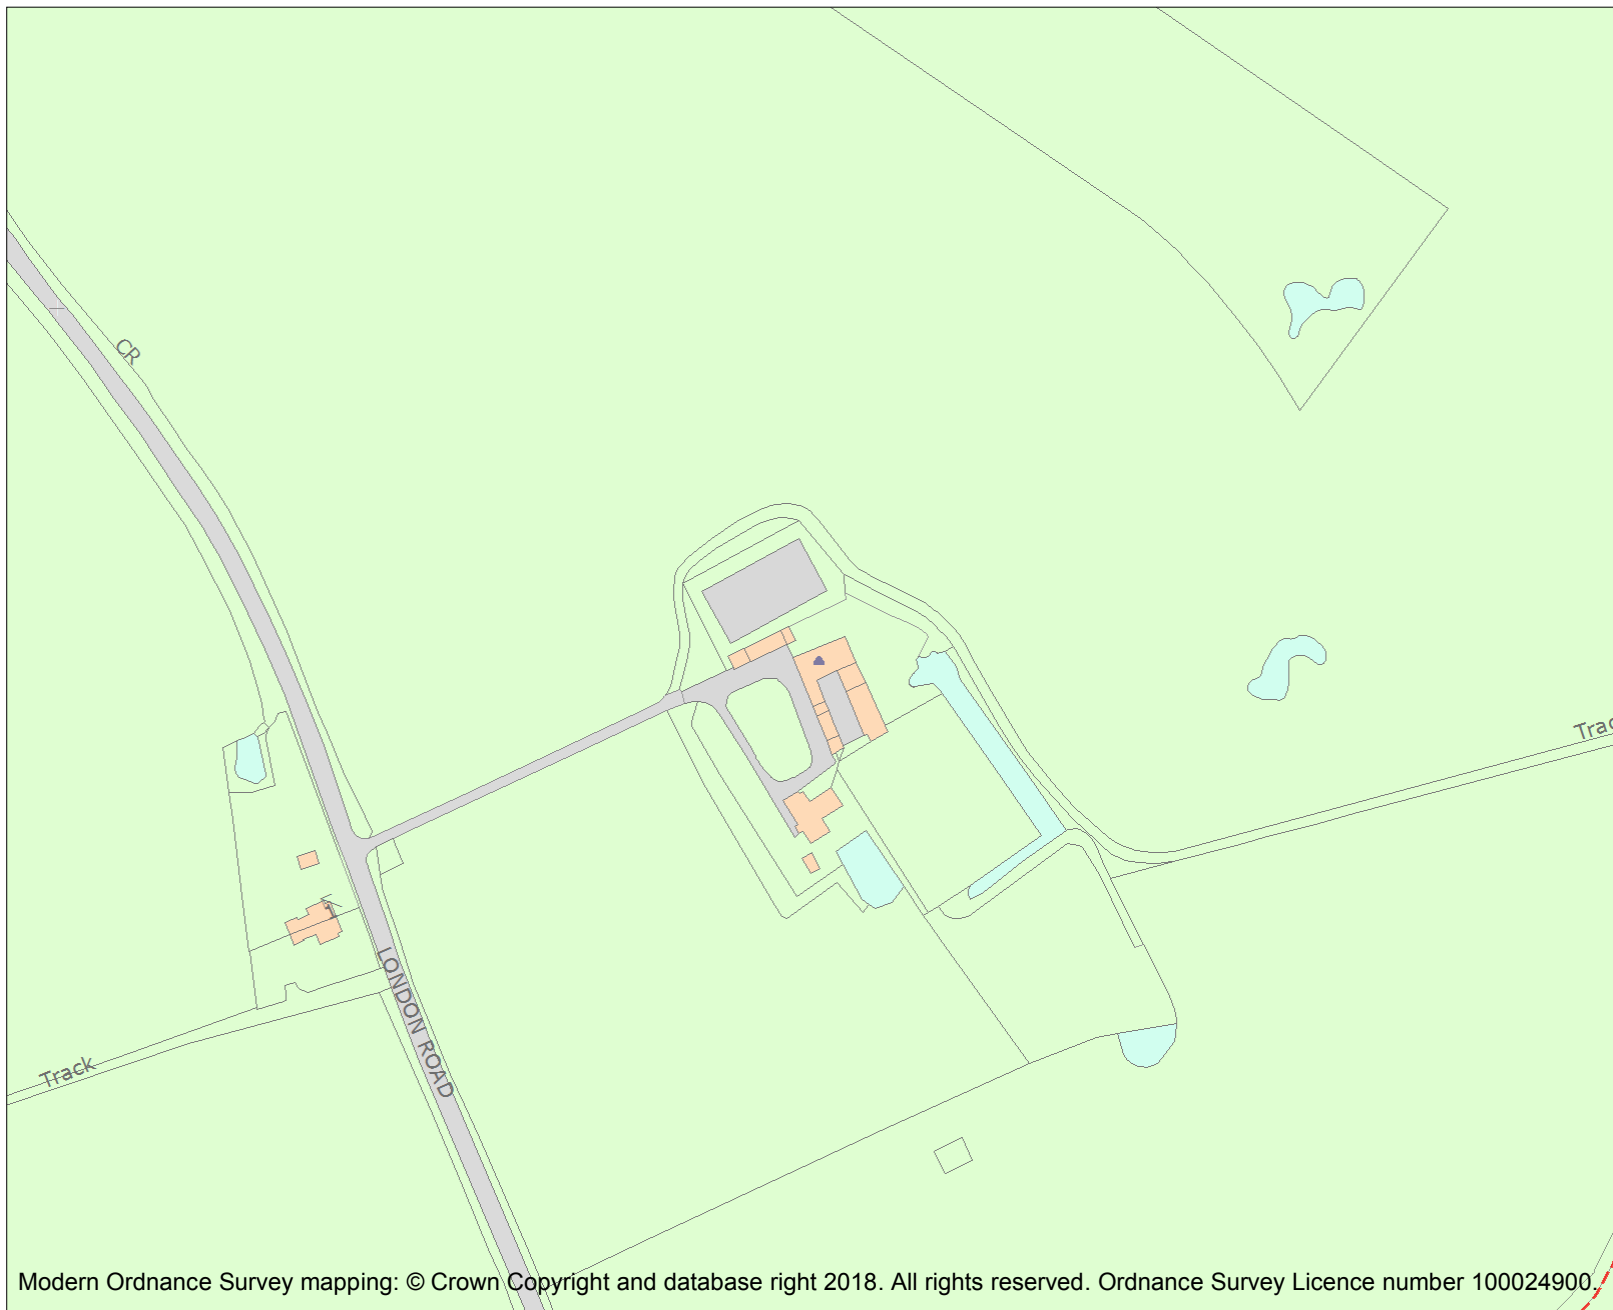 CR
Trac
LONDON ROAD
Track
Modern Ordnance Survey mapping: © Crown Copyright and database right 2018. All rights reserved. Ordnance Survey Licence number 100024900.